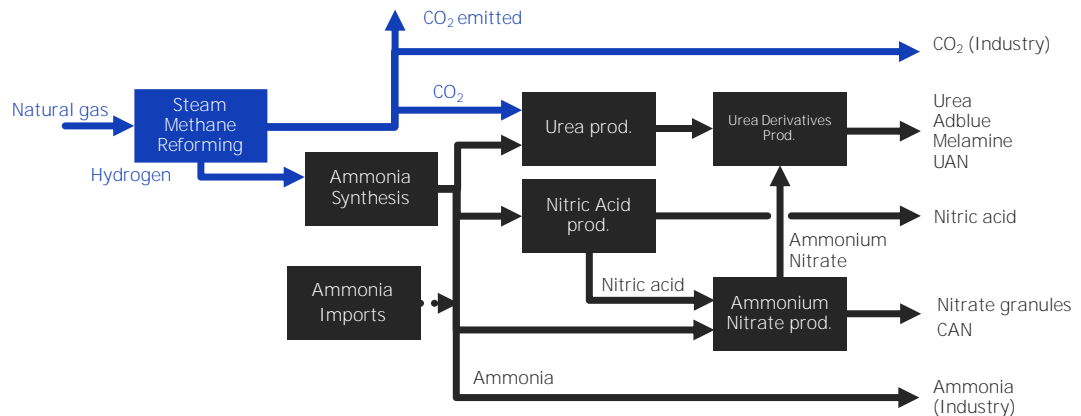 CO₂ emitted
CO₂ (Industry)
Natural gas
Steam
Methane
Reforming
CO₂
Hydrogen
Urea prod.
Urea Derivatives
Prod.
Urea
Adblue
Melamine
UAN
Ammonia
Synthesis
Nitric Acid
prod.
Nitric acid
Ammonium
Nitrate
Ammonia
Imports
Nitric acid
Ammonium
Nitrate prod.
Nitrate granules
CAN
Ammonia
Ammonia
(Industry)